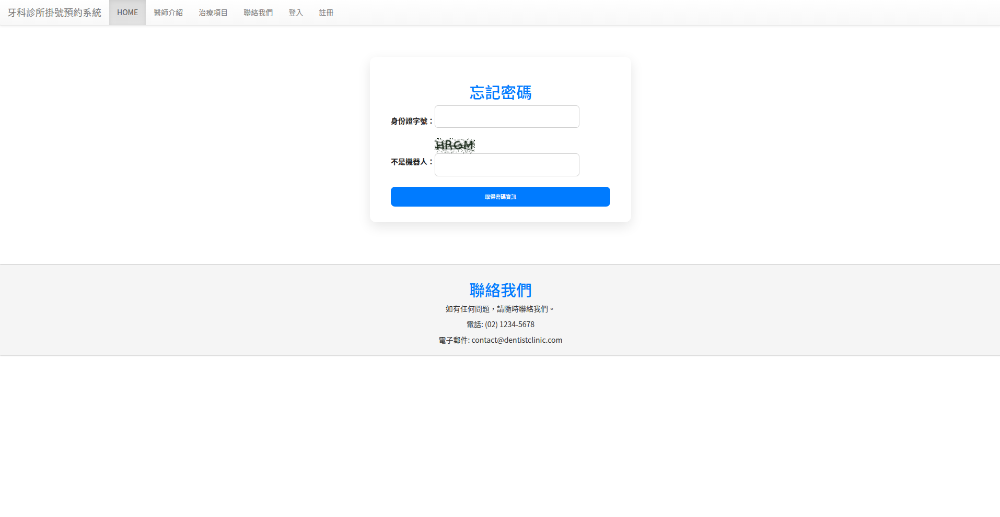 牙科診所掛號預約系統 HOME 醫師介紹 治療項目 聯絡我們 登入 註冊
忘記密碼
身份證字號：
HRGM
不是機器人：
取得密碼資訊
聯絡我們
如有任何問題，請隨時聯絡我們。
電話: (02) 1234-5678
電子郵件: contact@dentistclinic.com